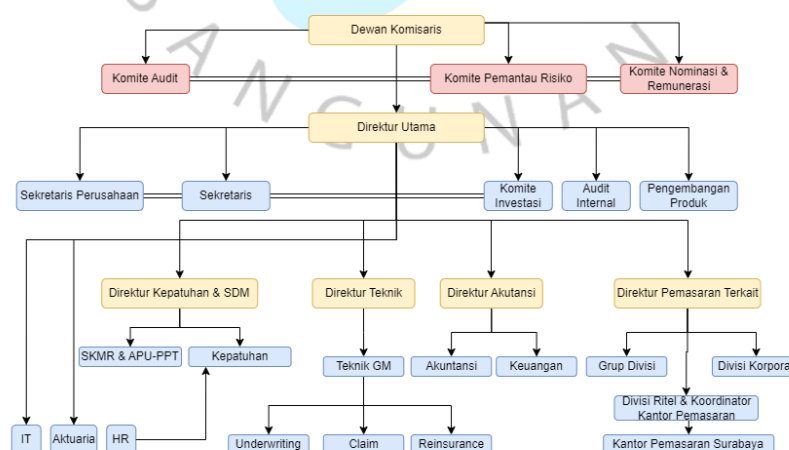 Dewan Komisaris
Komite Audit
Komite Pemantau Risiko
Komite Nominasi &
Remunerasi
ANGUNAN
Direktur Utama
Sekretaris Perusahaan
Sekretaris
Komite
Investasi
Audit
Internal
Pengembangan
Produk
Direktur Kepatuhan & SDM
Direktur Teknik
Direktur Akutansi
Direktur Pemasaran Terkait
SKMR & APU-PPT
Kepatuhan
Teknik GM
Akuntansi
Keuangan
Grup Divisi
Divisi Korpora
Divisi Ritel & Koordinator
Kantor Pemasaran
IT
Aktuaria
HR
Underwriting
Claim
Reinsurance
Kantor Pemasaran Surabaya